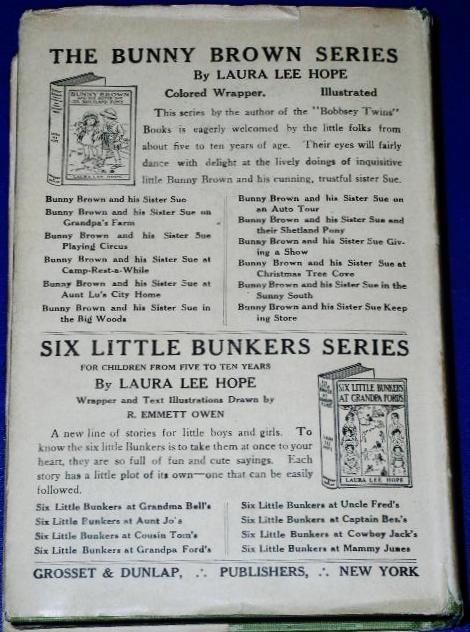 THE BUNNY BROWN SERIES
By LAURA LEE HOPE
Colored Wrapper. Illustrated
BUNNY BROWN
LAURA LEE HOPE
This series by the author of the "Bobbsey Twins"
Books is eagerly welcomed by the little folks from
about five to ten years of age. Their eyes will fairly
dance with delight at the lively doings of inquisitive
little Bunny Brown and his cunning, trustful sister Sue.
Bunny Brown and his Sister Sue
Bunny Brown and his Sister Sue on
Grandpa's Farm
Bunny Brown and his Sister Sue
Playing Circus
Bunny Brown and his Sister Sue at
Camp-Rest-a-While
Bunny Brown and his Sister Sue at
Aunt Lu's City Home
Bunny Brown and his Sister Sue in
the Big Woods
Bunny Brown and his Sister Sue on
an Auto Tour
Bunny Brown and his Sister Sue and
their Shetland Pony
Bunny Brown and his Sister Sue Giv-
ing a Show
Bunny Brown and his Sister Sue at
Christmas Tree Cove
Bunny Brown and his Sister Sue in the
Sunny South
Bunny Brown and his Sister Sue Keep
ing Store
SIX LITTLE BUNKERS SERIES
FOR CHILDREN FROM FIVE TO TEN YEARS
By LAURA LEE HOPE
Wrapper and Text Illustrations Drawn by
R. EMMETT OWEN
A new line of stories for little boys and girls. To
know the six little Bunkers is to take them at once to your
heart, they are so full of fun and cute sayings. Each
story has a little plot of its own—one that can be easily
followed.
SIX LITTLE BUNKERS
AT GRANDPA FORD'S
LAURA LEE HOPE
Six Little Bunkers at Grandma Bell's
Six Little Bunkers at Aunt Jo's
Six Little Bunkers at Cousin Tom's
Six Little Bunkers at Grandpa Ford's
Six Little Bunkers at Uncle Fred's
Six Little Bunkers at Captain Ben's
Six Little Bunkers at Cowboy Jack's
Six Little Bunkers at Mammy Junes
GROSSET & DUNLAP, ∴ PUBLISHERS, ∴ NEW YORK